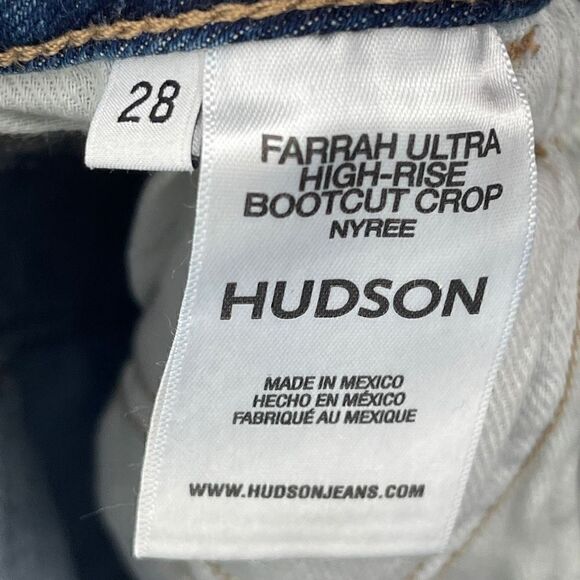 28
FARRAH ULTRA
HIGH-RISE
BOOTCUT CROP
NYREE
HUDSON
MADE IN MEXICO
HECHO EN MÉXICO
FABRIQUÉ AU MEXIQUE
WWW.HUDSONJEANS.COM